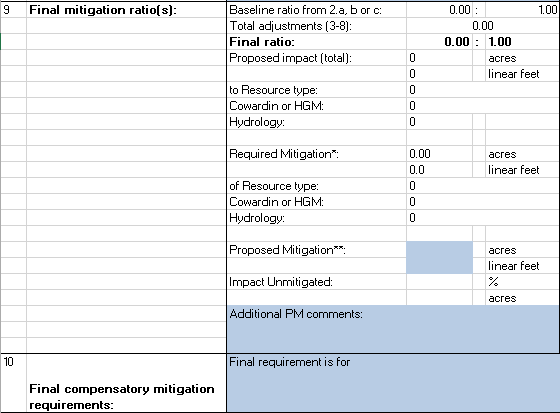 9 Final mitigation ratio(s): Baseline ratio from 2.a, b or c: 0.00 : 1.00
Total adjustments (3-8): 0.00
Final ratio: 0.00 : 1.00
Proposed impact (total): 0 acres
0 linear feet
to Resource type: 0
Cowardin or HGM: 0
Hydrology: 0
Required Mitigation*: 0.00 acres
0.0 linear feet
of Resource type: 0
Cowardin or HGM: 0
Hydrology: 0
Proposed Mitigation**: acres
linear feet
Impact Unmitigated: %
acres
Additional PM comments:
10 Final requirement is for
Final compensatory mitigation
requirements: